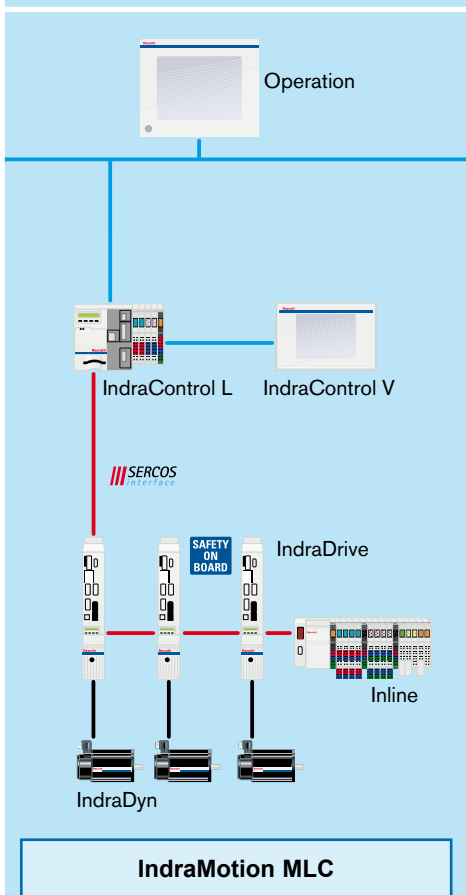 Operation
IndraControl L
IndraControl V
SERCOS
interface
SAFETY
ON
BOARD
IndraDrive
Inline
IndraDyn
IndraMotion MLC